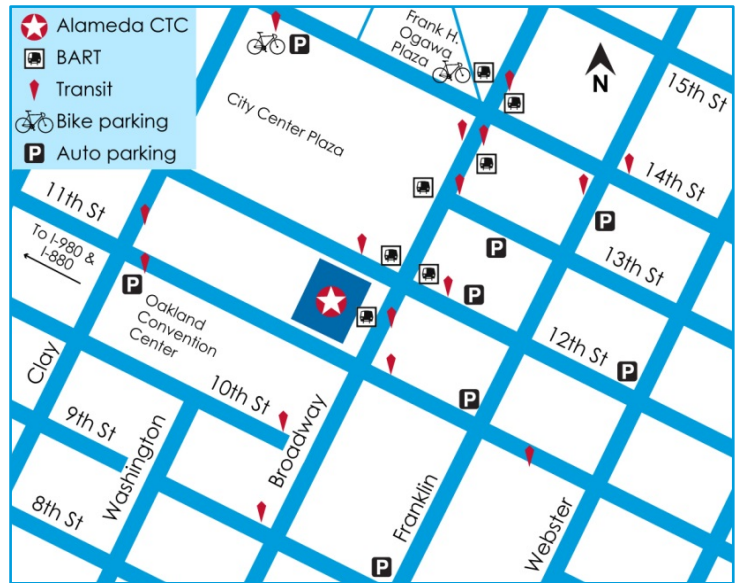 Alameda CTC
BART
Transit
Bike parking
P Auto parking
P
Frank H.
Ogawa
Plaza
N
15th St
City Center Plaza
14th St
11th St
P
To I-980 &
I-880
13th St
P
P
P
Oakland
Convention
Center
12th St
P
Clay
10th St
P
9th St
Washington
Broadway
Franklin
Webster
8th St
P